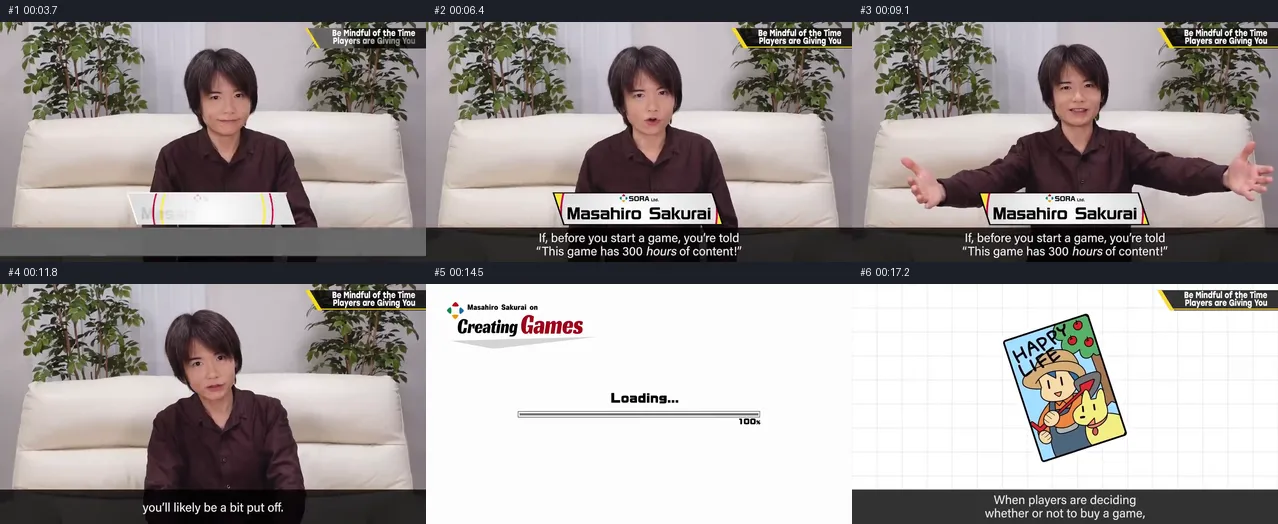 #1 00:03.7
Be Mindful of the Time
Players are Giving You
#2 00:06.4
Be Mindful of the Time
Players are Giving You
SORA LTD.
Masahiro Sakurai
If, before you start a game, you're told
"This game has 300 hours of content!"
#3 00:09.1
Be Mindful of the Time
Players are Giving You
SORA LTD.
Masahiro Sakurai
If, before you start a game, you're told
"This game has 300 hours of content!"
#4 00:11.8
Be Mindful of the Time
Players are Giving You
you'll likely be a bit put off.
#5 00:14.5
Masahiro Sakurai on
Creating Games
Loading...
100%
#6 00:17.2
Be Mindful of the Time
Players are Giving You
HAPPY
LIFE
When players are deciding
whether or not to buy a game,